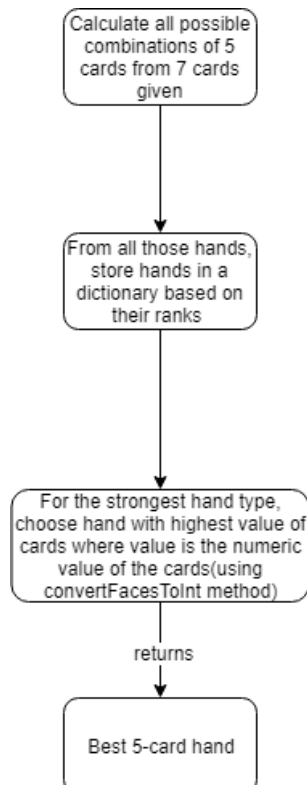 Calculate all possible
combinations of 5
cards from 7 cards
given
From all those hands,
store hands in a
dictionary based on
their ranks
For the strongest hand type,
choose hand with highest value of
cards where value is the numeric
value of the cards(using
convertFacesToInt method)
returns
Best 5-card hand